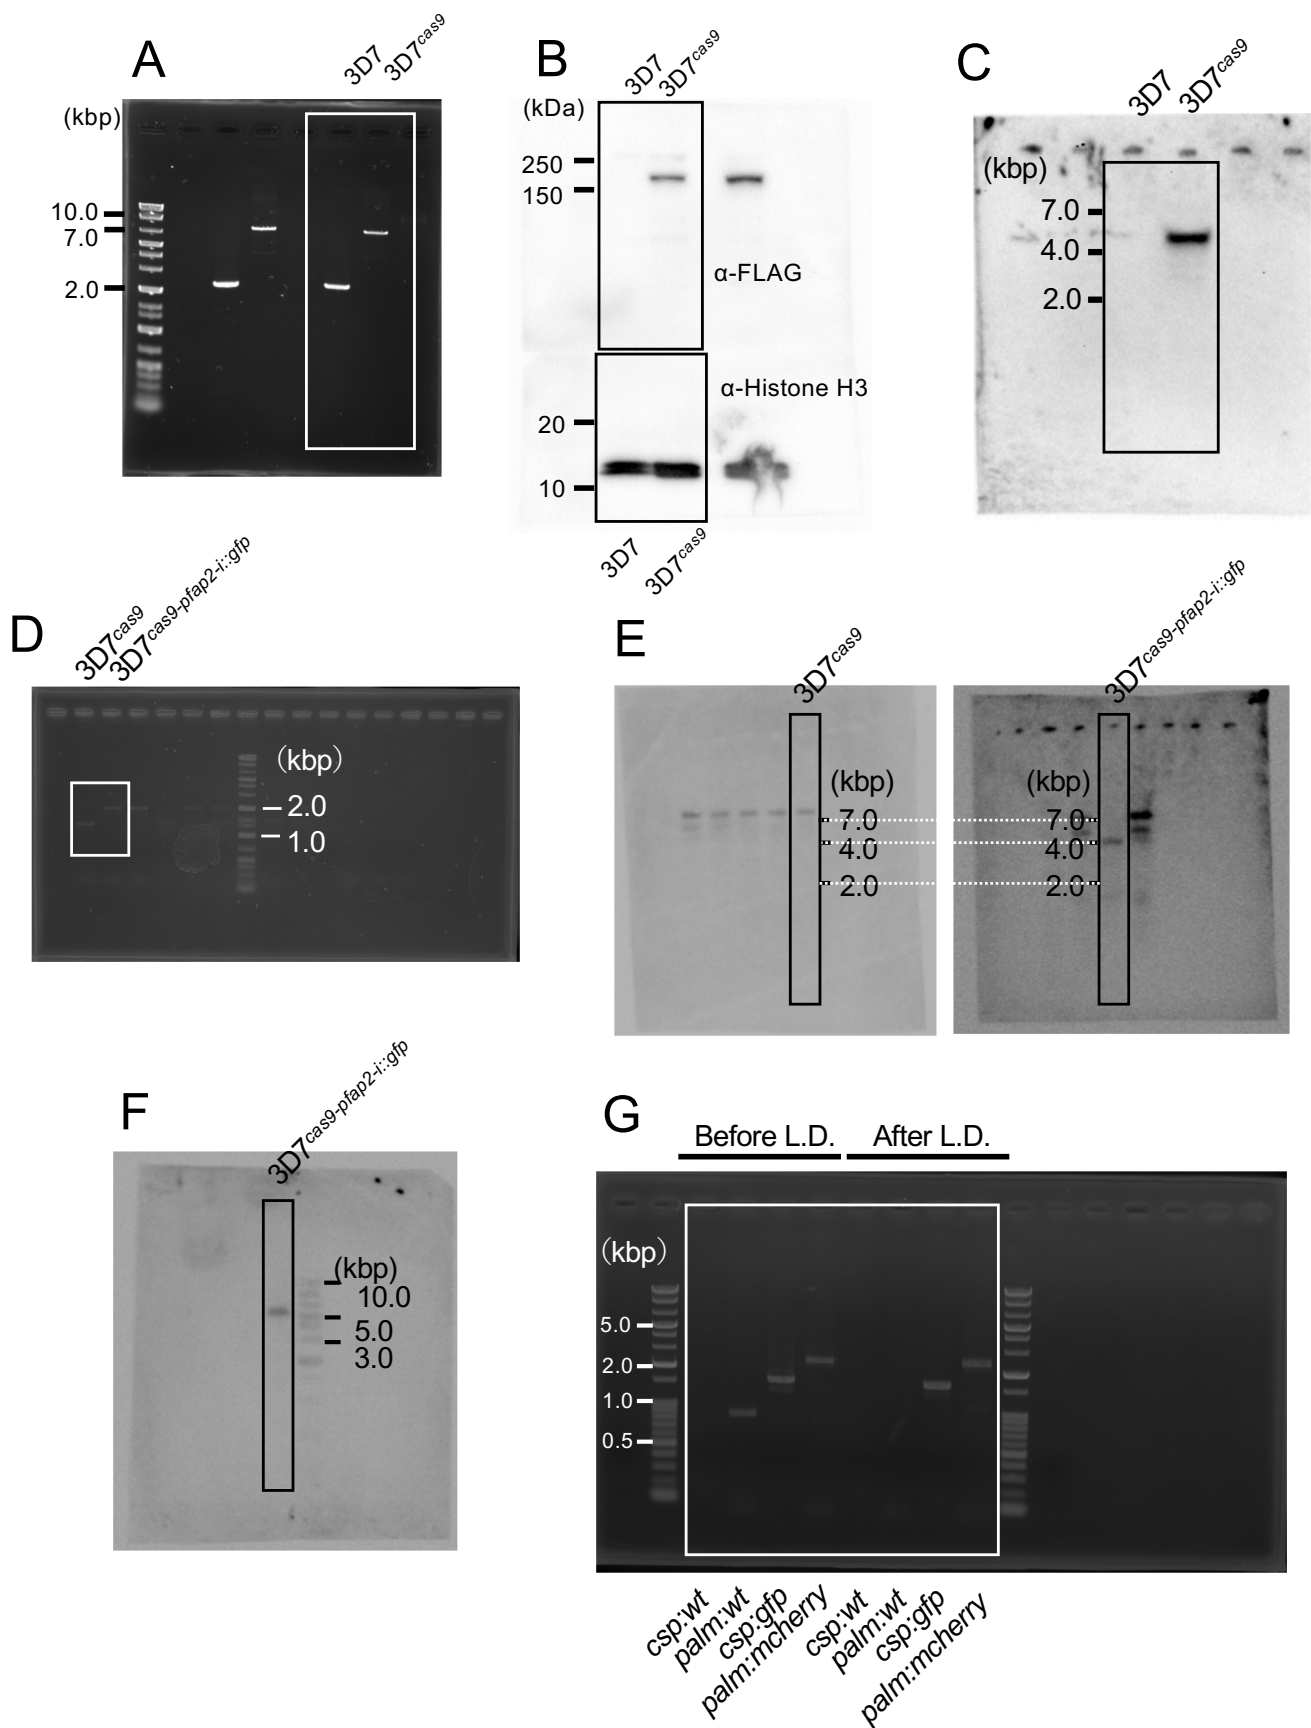 A
3D7
3D7cas9
(kbp)
10.0
7.0
2.0
B
3D7
3D7cas9
(kDa)
250
150
α-FLAG
α-Histone H3
20
10
3D7
3D7cas9
C
3D7
3D7cas9
(kbp)
7.0
4.0
2.0
D
3D7cas9
3D7cas9-pfap2-i::gfp
(kbp)
2.0
1.0
E
3D7cas9
(kbp)
7.0
4.0
2.0
3D7cas9-pfap2-i::gfp
(kbp)
7.0
4.0
2.0
F
3D7cas9-pfap2-i::gfp
(kbp)
10.0
5.0
3.0
G
Before L.D.
After L.D.
(kbp)
5.0
2.0
1.0
0.5
csp:wt
palm:wt
csp:gfp
palm:mcherry
csp:wt
palm:wt
csp:gfp
palm:mcherry